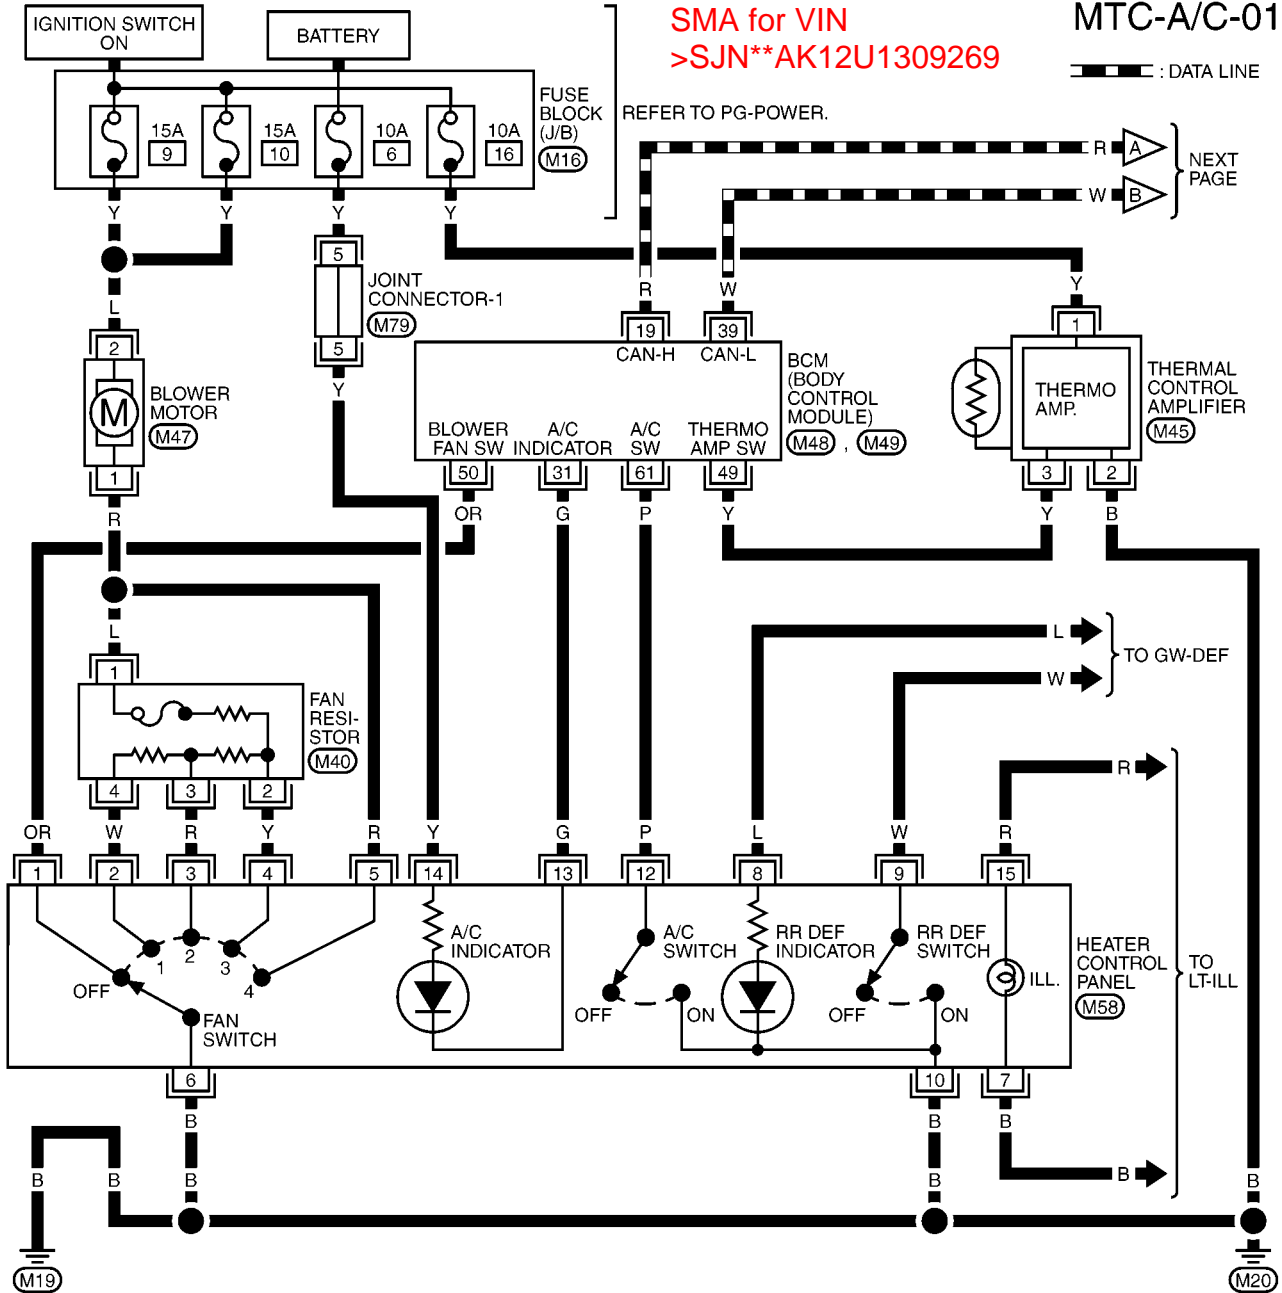 SMA for VIN
>SJN**AK12U1309269
MTC-A/C-01
: DATA LINE
IGNITION SWITCH
ON
BATTERY
FUSE
BLOCK
(J/B)
M16
REFER TO PG-POWER.
15A
9
15A
10
10A
6
10A
16
R
A
W
B
NEXT
PAGE
Y
Y
Y
Y
5
JOINT
CONNECTOR-1
M79
5
Y
L
2
BLOWER
MOTOR
M47
M
1
R
R
W
19
39
CAN-H
CAN-L
BCM
(BODY
CONTROL
MODULE)
M48 , M49
BLOWER
FAN SW
A/C
INDICATOR
A/C
SW
THERMO
AMP SW
50
31
61
49
OR
G
P
Y
Y
1
THERMO
AMP.
THERMAL
CONTROL
AMPLIFIER
M45
3
2
Y
B
L
W
TO GW-DEF
L
1
FAN
RESI-
STOR
M40
4
3
2
R
OR
W
R
Y
R
Y
G
P
L
W
R
1
2
3
4
5
14
13
12
8
9
15
OFF
1
2
3
4
FAN
SWITCH
A/C
INDICATOR
A/C
SWITCH
OFF
ON
RR DEF
INDICATOR
RR DEF
SWITCH
OFF
ON
ILL.
HEATER
CONTROL
PANEL
M58
TO
LT-ILL
6
10
7
B
B
B
B
B
B
B
B
B
M19
M20